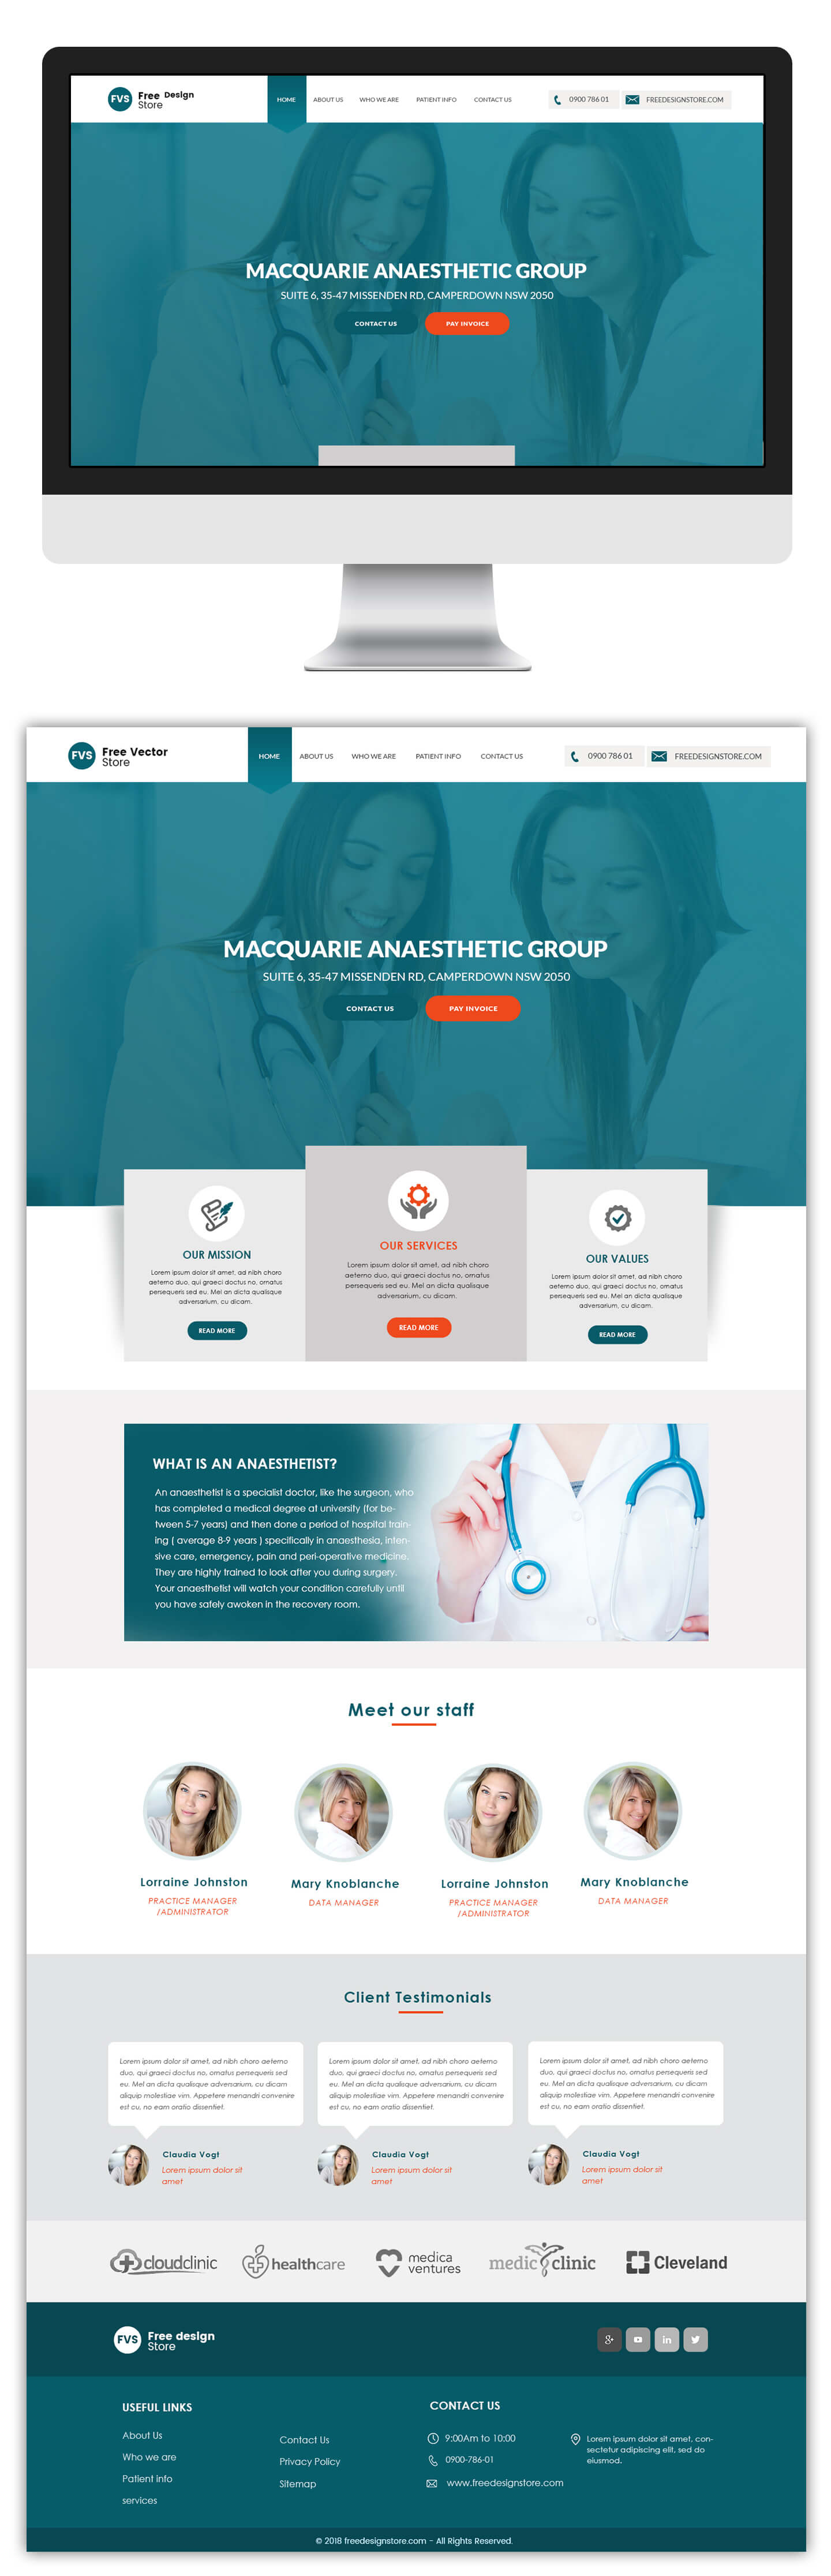 FVS Free Design
Store
HOME ABOUT US WHO WE ARE PATIENT INFO CONTACT US 0900 786 01 FREEDESIGNSTORE.COM
MACQUARIE ANAESTHETIC GROUP
SUITE 6, 35-47 MISSENDEN RD, CAMPERDOWN NSW 2050
CONTACT US PAY INVOICE
FVS Free Vector
Store
HOME ABOUT US WHO WE ARE PATIENT INFO CONTACT US 0900 786 01 FREEDESIGNSTORE.COM
MACQUARIE ANAESTHETIC GROUP
SUITE 6, 35-47 MISSENDEN RD, CAMPERDOWN NSW 2050
CONTACT US PAY INVOICE
OUR MISSION
Lorem ipsum dolor sit amet, ad nibh choro
aeterno duo, qui graeci doctus no, ornatus
persequeris sed eu. Mel an dicta qualisque
adversarium, cu dicam.
READ MORE
OUR SERVICES
Lorem ipsum dolor sit amet, ad nibh choro
aeterno duo, qui graeci doctus no, ornatus
persequeris sed eu. Mel an dicta qualisque
adversarium, cu dicam.
READ MORE
OUR VALUES
Lorem ipsum dolor sit amet, ad nibh choro
aeterno duo, qui graeci doctus no, ornatus
persequeris sed eu. Mel an dicta qualisque
adversarium, cu dicam.
READ MORE
WHAT IS AN ANAESTHETIST?
An anaesthetist is a specialist doctor, like the surgeon, who
has completed a medical degree at university (for be-
tween 5-7 years) and then done a period of hospital train-
ing ( average 8-9 years ) specifically in anaesthesia, inten-
sive care, emergency, pain and peri-operative medicine.
They are highly trained to look after you during surgery.
Your anaesthetist will watch your condition carefully until
you have safely awoken in the recovery room.
Meet our staff
Lorraine Johnston
PRACTICE MANAGER
/ADMINISTRATOR
Mary Knoblanche
DATA MANAGER
Lorraine Johnston
PRACTICE MANAGER
/ADMINISTRATOR
Mary Knoblanche
DATA MANAGER
Client Testimonials
Lorem ipsum dolor sit amet, ad nibh choro aeterno
duo, qui graeci doctus no, ornatus persequeris sed
eu. Mel an dicta qualisque adversarium, cu dicam
aliquip molestiae vim. Appetere menandri convenire
est cu, no eam oratio dissentiet.
Claudia Vogt
Lorem ipsum dolor sit
amet
Lorem ipsum dolor sit amet, ad nibh choro aeterno
duo, qui graeci doctus no, ornatus persequeris sed
eu. Mel an dicta qualisque adversarium, cu dicam
aliquip molestiae vim. Appetere menandri convenire
est cu, no eam oratio dissentiet.
Claudia Vogt
Lorem ipsum dolor sit
amet
Lorem ipsum dolor sit amet, ad nibh choro aeterno
duo, qui graeci doctus no, ornatus persequeris sed
eu. Mel an dicta qualisque adversarium, cu dicam
aliquip molestiae vim. Appetere menandri convenire
est cu, no eam oratio dissentiet.
Claudia Vogt
Lorem ipsum dolor sit
amet
cloudclinic
healthcare
medica
ventures
medic clinic
Cleveland
FVS Free design
Store
g+ in
USEFUL LINKS
About Us
Who we are
Patient info
services
Contact Us
Privacy Policy
Sitemap
CONTACT US
9:00Am to 10:00
0900-786-01
www.freedesignstore.com
Lorem ipsum dolor sit amet, con-
sectetur adipiscing elit, sed do
eiusmod.
© 2018 freedesignstore.com - All Rights Reserved.